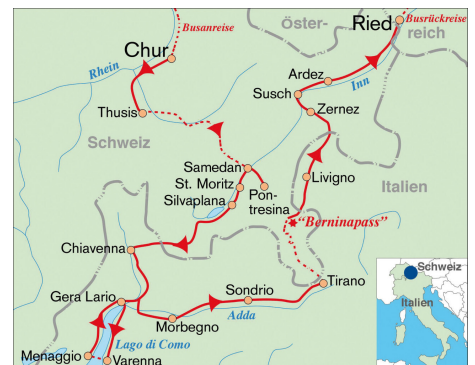 Busanreise
Öster-
reich
Ried
Busrückreise
Chur
Rhein
Ardez
Inn
Susch
Zernez
Thusis
Schweiz
Samedan
St. Moritz
Silvaplana
Pon-
tresina
Livigno
Italien
"Berninapass"
Chiavenna
Tirano
Gera Lario
Sondrio
Adda
Morbegno
Lago di Como
Menaggio
Varenna
Schweiz
Italien